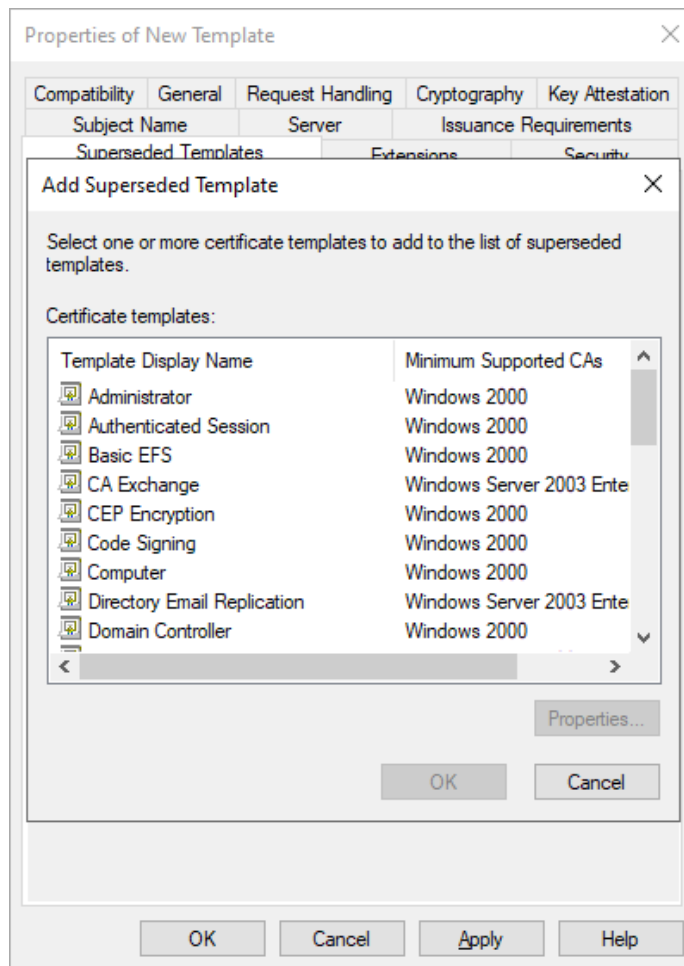 Properties of New Template
Compatibility General Request Handling Cryptography Key Attestation
Subject Name Server Issuance Requirements
Superseded Templates Extensions Security
Add Superseded Template
Select one or more certificate templates to add to the list of superseded
templates.
Certificate templates:
Template Display Name Minimum Supported CAs
Administrator Windows 2000
Authenticated Session Windows 2000
Basic EFS Windows 2000
CA Exchange Windows Server 2003 Ente
CEP Encryption Windows 2000
Code Signing Windows 2000
Computer Windows 2000
Directory Email Replication Windows Server 2003 Ente
Domain Controller Windows 2000
Properties...
OK Cancel
OK Cancel Apply Help